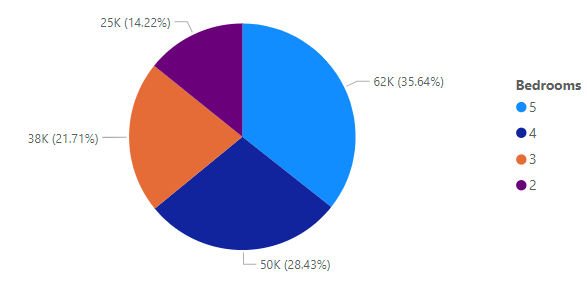 25K (14.22%)
62K (35.64%)
38K (21.71%)
50K (28.43%)
Bedrooms
5
4
3
2